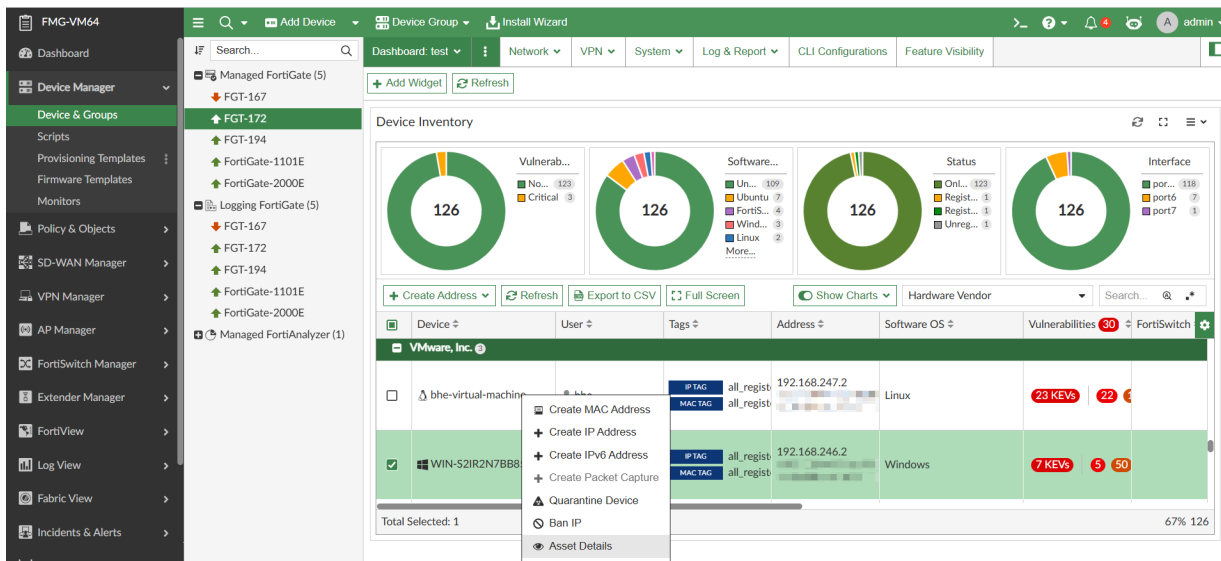 FMG-VM64
Add Device
Device Group
Install Wizard
4
A
admin
Dashboard
Device Manager
Device & Groups
Scripts
Provisioning Templates
Firmware Templates
Monitors
Policy & Objects
SD-WAN Manager
VPN Manager
AP Manager
FortiSwitch Manager
Extender Manager
FortiView
Log View
Fabric View
Incidents & Alerts
Search...
Managed FortiGate (5)
FGT-167
FGT-172
FGT-194
FortiGate-1101E
FortiGate-2000E
Logging FortiGate (5)
FGT-167
FGT-172
FGT-194
FortiGate-1101E
FortiGate-2000E
Managed FortiAnalyzer (1)
Dashboard: test
Network
VPN
System
Log & Report
CLI Configurations
Feature Visibility
+ Add Widget
Refresh
Device Inventory
126
Vulnerab...
No... 123
Critical 3
126
Software...
Un... 109
Ubuntu 7
FortiS... 4
Wind... 3
Linux 2
More...
126
Status
Onl... 123
Regist... 1
Regist... 1
Unreg... 1
126
Interface
por... 118
port6 7
port7 1
+ Create Address
Refresh
Export to CSV
Full Screen
Show Charts
Hardware Vendor
Search...
Device
User
Tags
Address
Software OS
Vulnerabilities 30
FortiSwitch
VMware, Inc. 3
bhe-virtual-machine
IP TAG all_regist
MAC TAG all_regist
192.168.247.2
Linux
23 KEVs 22
WIN-S2IR2N7BB8
IP TAG all_regist
MAC TAG all_regist
192.168.246.2
Windows
7 KEVs 5 50
Create MAC Address
Create IP Address
Create IPv6 Address
Create Packet Capture
Quarantine Device
Ban IP
Asset Details
Total Selected: 1
67% 126